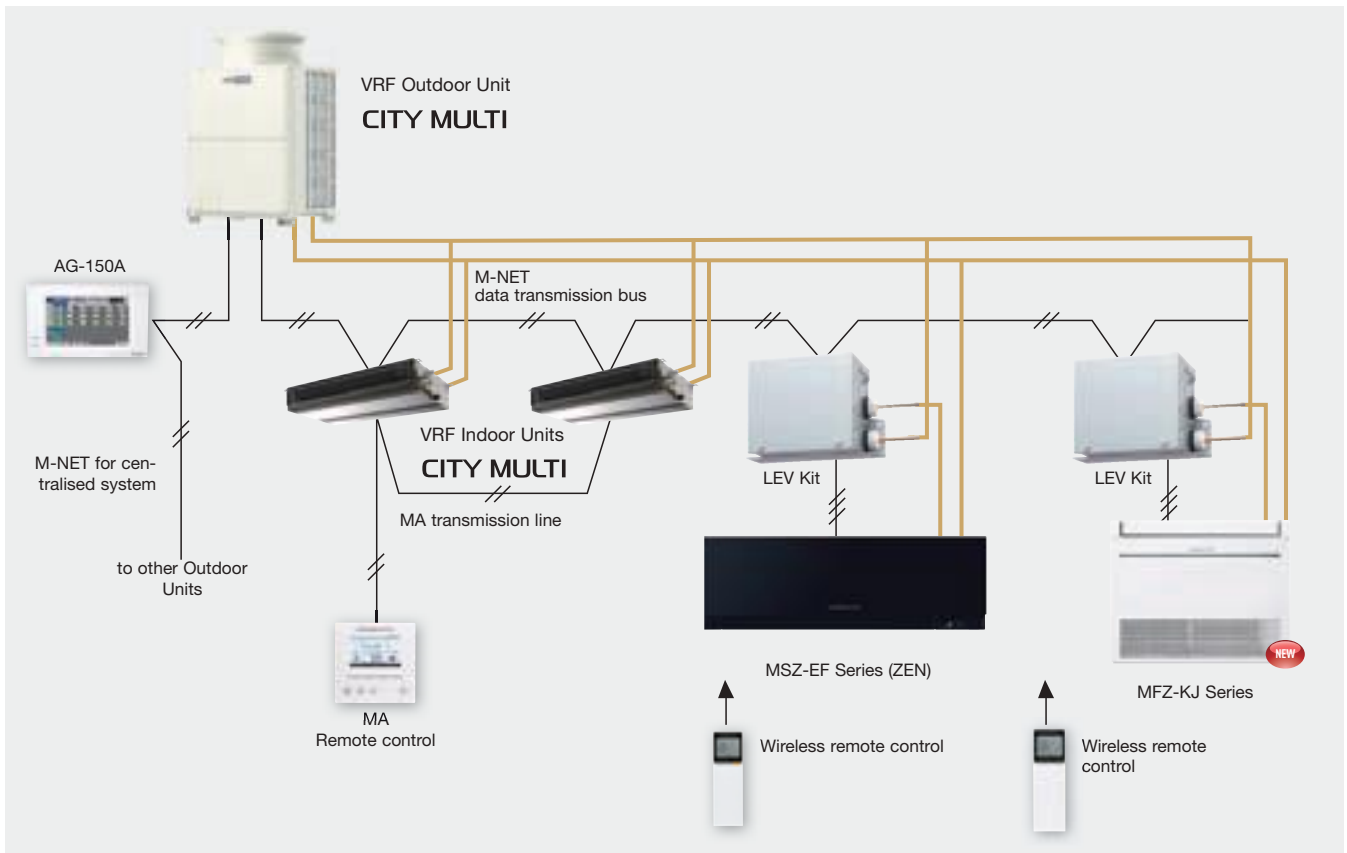 VRF Outdoor Unit
CITY MULTI
AG-150A
M-NET
data transmission bus
VRF Indoor Units
CITY MULTI
M-NET for cen-
tralised system
LEV Kit
LEV Kit
MA transmission line
to other Outdoor
Units
MSZ-EF Series (ZEN)
NEW
MFZ-KJ Series
MA
Remote control
Wireless remote control
Wireless remote
control